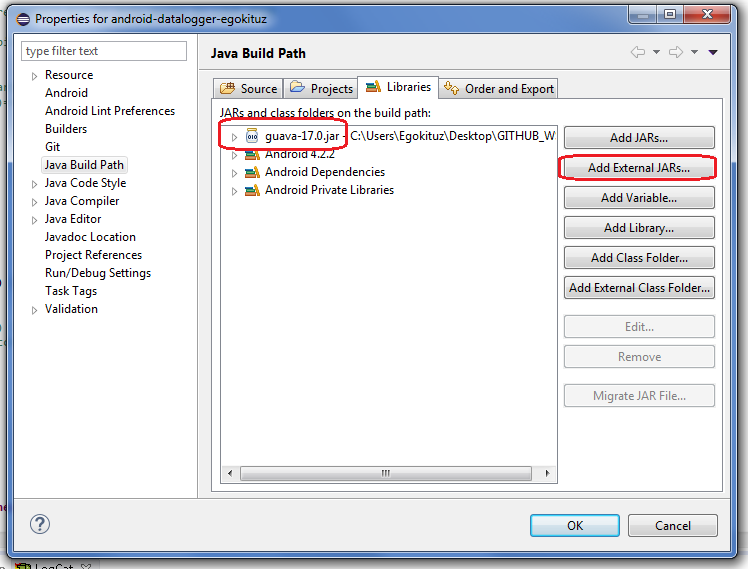 Properties for android-datalogger-egokituz
type filter text
Resource
Android
Android Lint Preferences
Builders
Git
Java Build Path
Java Code Style
Java Compiler
Java Editor
Javadoc Location
Project References
Run/Debug Settings
Task Tags
Validation
Java Build Path
Source
Projects
Libraries
Order and Export
JARs and class folders on the build path:
guava-17.0.jar - C:\Users\Egokituz\Desktop\GITHUB_W
Android 4.2.2
Android Dependencies
Android Private Libraries
Add JARs...
Add External JARs...
Add Variable...
Add Library...
Add Class Folder...
Add External Class Folder...
Edit...
Remove
Migrate JAR File...
OK
Cancel
LogCat